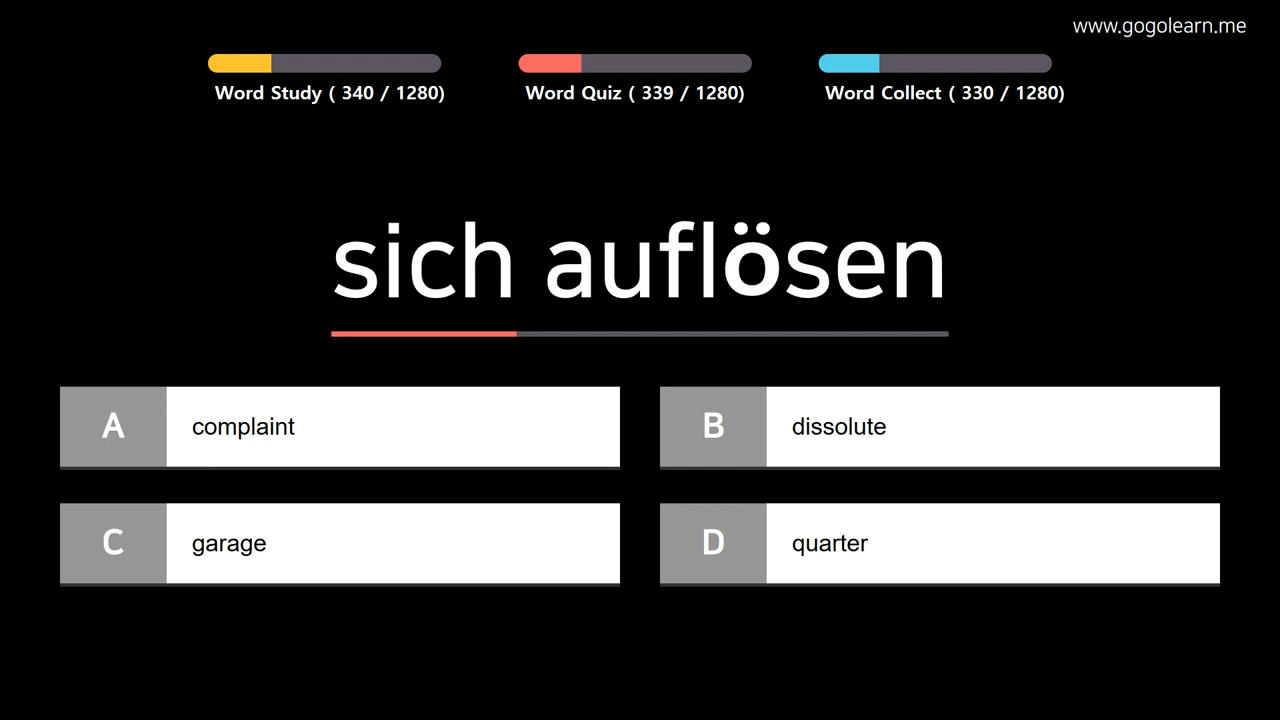 www.gogolearn.me
Word Study ( 340 / 1280)
Word Quiz ( 339 / 1280)
Word Collect ( 330 / 1280)
sich auflösen
A complaint
B dissolute
C garage
D quarter